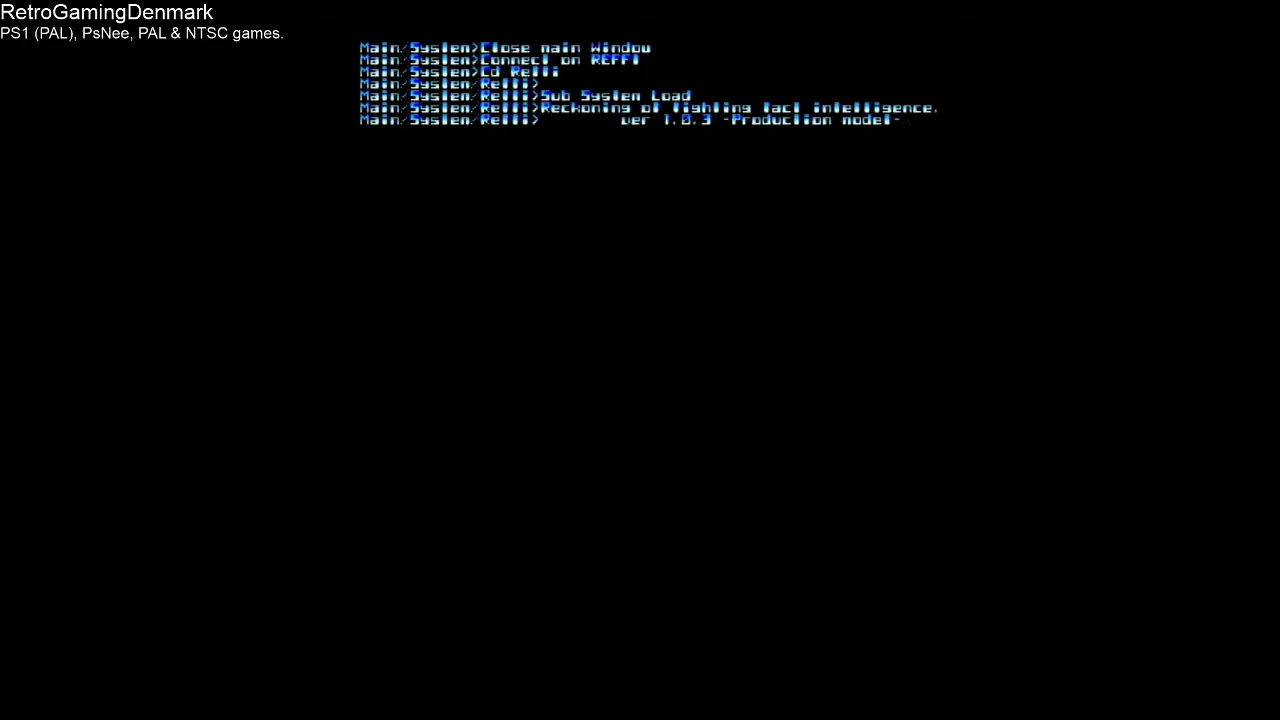 RetroGamingDenmark
PS1 (PAL), PsNee, PAL & NTSC games.
Main/System>Close main Window
Main/System>Connect on REFFI
Main/System>Cd Reffi
Main/System/Reffi>
Main/System/Reffi>Sub System Load
Main/System/Reffi>Reckoning of fighting fact intelligence.
Main/System/Reffi> ver 1.0.3 -Production model-